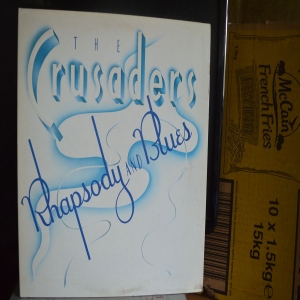 THE
Crusaders
Rhapsody AND Blues
McCain
French Fries
10 x 1.5kg e
15kg